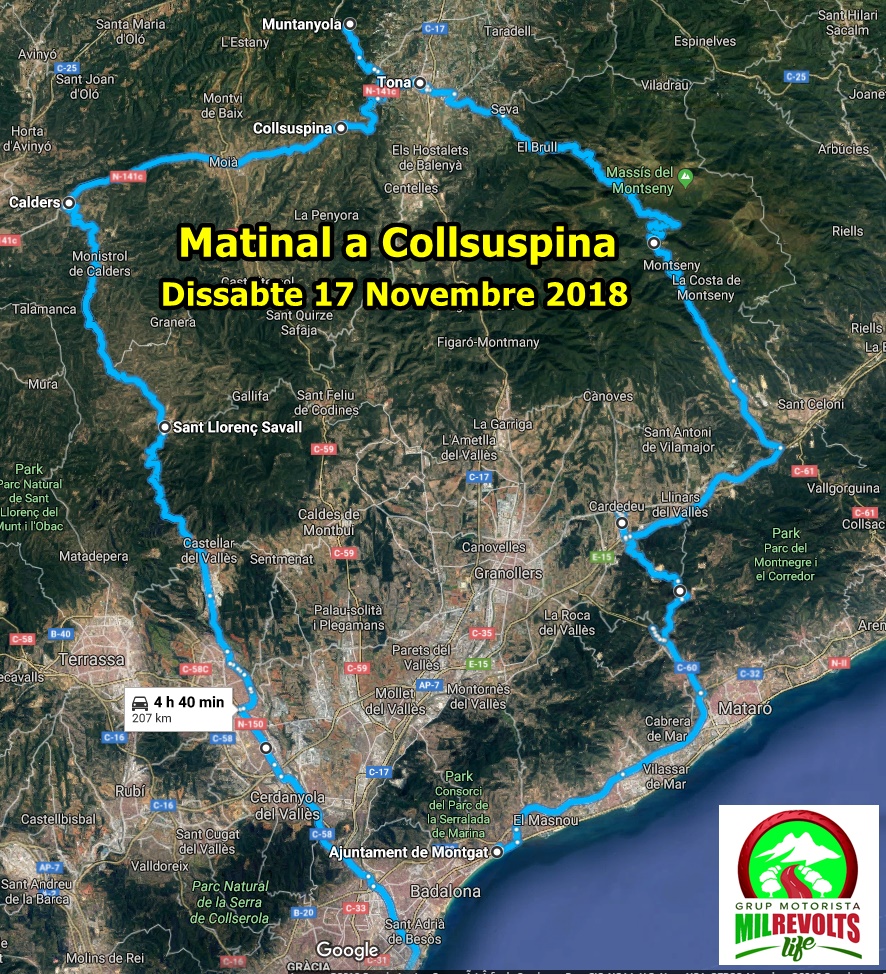 Muntanyola
Santa Maria
d'Oló
C-17
Taradell
Sant Hilari
Sacalm
Avinyó
L'Estany
Espinelves
C-25
Sant Joan
d'Oló
Tona
Viladrau
C-25
N-141c
Montvi
de Baix
Seva
Horta
d'Avinyó
Collsuspina
El Brull
Arbúcies
Els Hostalets
de Balenyà
Moià
N-141c
Centelles
Massís del
Montseny
Calders
La Penyora
Riells
141c
Matinal a Collsuspina
Monistrol
de Calders
Montseny
La Costa de
Montseny
Dissabte 17 Novembre 2018
Talamanca
Granera
Sant Quirze
Safaja
Riells
Figaró-Montmany
Mura
Gallifa
Sant Feliu
de Codines
Cànoves
Sant Celoni
Sant Llorenç Savall
La Garriga
L'Ametlla
del Vallès
Sant Antoni
de Vilamajor
C-59
Park
Parc Natural
de Sant
Llorenç del
Munt i l'Obac
C-17
C-61
Llinars
del Vallès
Vallgorguina
Cardedeu
Caldes de
Montbui
C-61
Castellar
del Vallès
Sentmenat
C-59
Canovelles
E-15
Park
Parc del
Montnegre i
el Corredor
Matadepera
Granollers
Palau-solità
i Plegamans
La Roca
del Vallès
C-58
B-40
C-35
Terrassa
Parets del
Vallès
E-15
C-58C
C-59
C-60
C-32
N-II
AP-7
Montornès
del Vallès
4 h 40 min
207 km
Mollet
del Vallès
Mataró
N-150
Cabrera
de Mar
C-16
C-58
C-17
Vilassar
de Mar
Rubí
Park
Consorci
del Parc de
la Serralada
de Marina
Cerdanyola
del Vallès
C-16
Castellbisbal
El Masnou
Sant Cugat
del Vallès
C-58
Ajuntament de Montgat
AP-7
Valldoreix
Sant Andreu
de la Barca
Parc Natural
de la Serra
de Collserola
Badalona
C-33
B-20
Sant Adrià
de Besòs
GRUP MOTORISTA
MILREVOLTS
life
Google
Molins de Rei
GRÀCIA
C-31